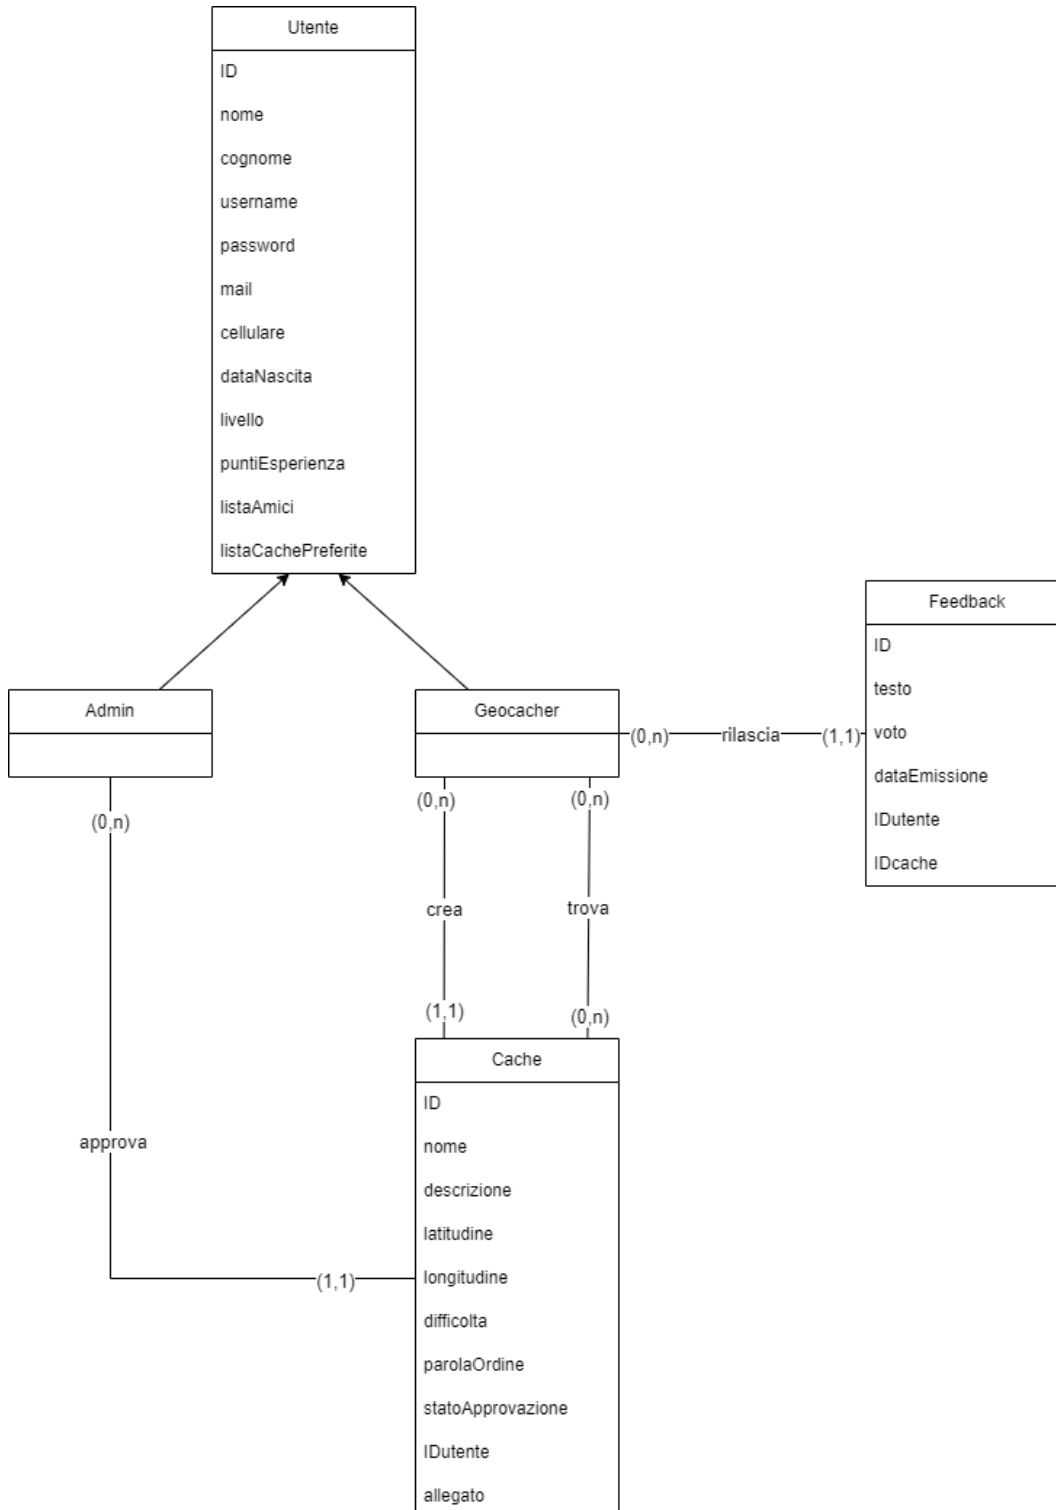 Utente
ID
nome
cognome
username
password
mail
cellulare
dataNascita
livello
puntiEsperienza
listaAmici
listaCachePreferite
Feedback
ID
testo
voto
dataEmissione
IDutente
IDcache
Admin
Geocacher
(0,n)
rilascia
(1,1)
(0,n)
(0,n)
(0,n)
crea
trova
(1,1)
(0,n)
approva
(1,1)
Cache
ID
nome
descrizione
latitudine
longitudine
difficolta
parolaOrdine
statoApprovazione
IDutente
allegato